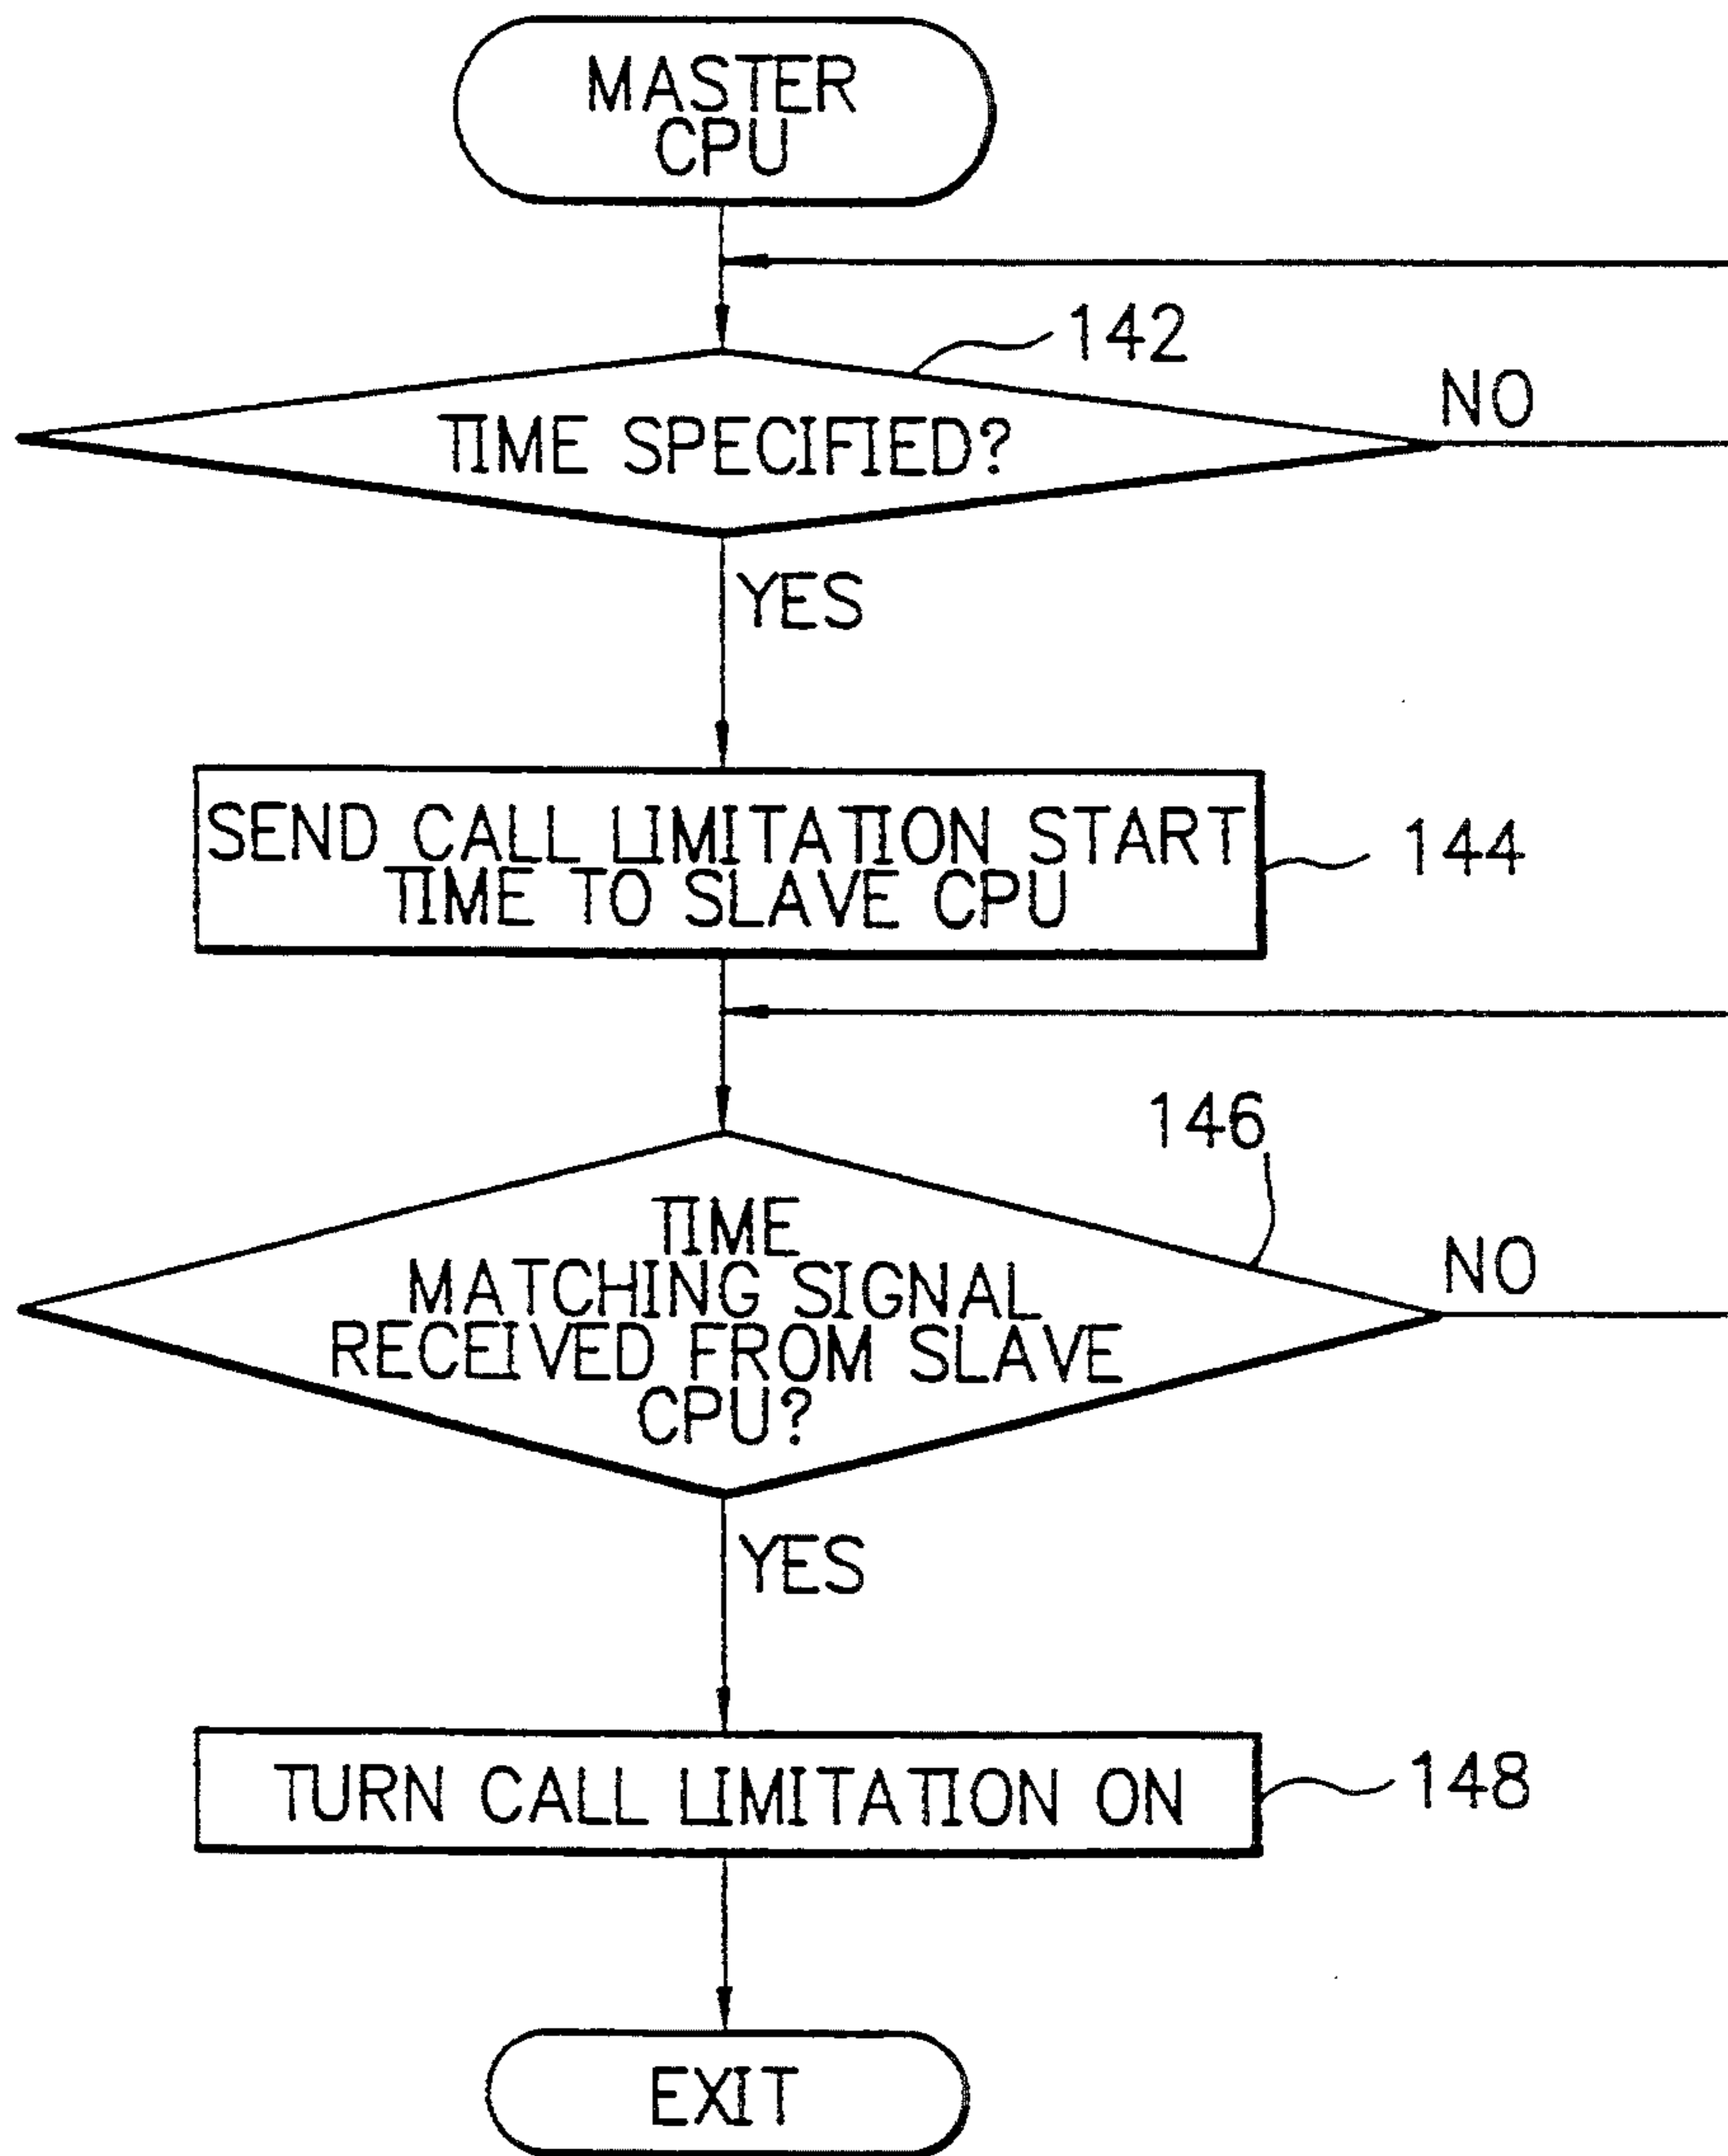 MASTER
CPU
142
NO
TIME SPECIFIED?
YES
SEND CALL LIMITATION START
TIME TO SLAVE CPU
144
146
TIME
MATCHING SIGNAL
RECEIVED FROM SLAVE
CPU?
NO
YES
TURN CALL LIMITATION ON
148
EXIT